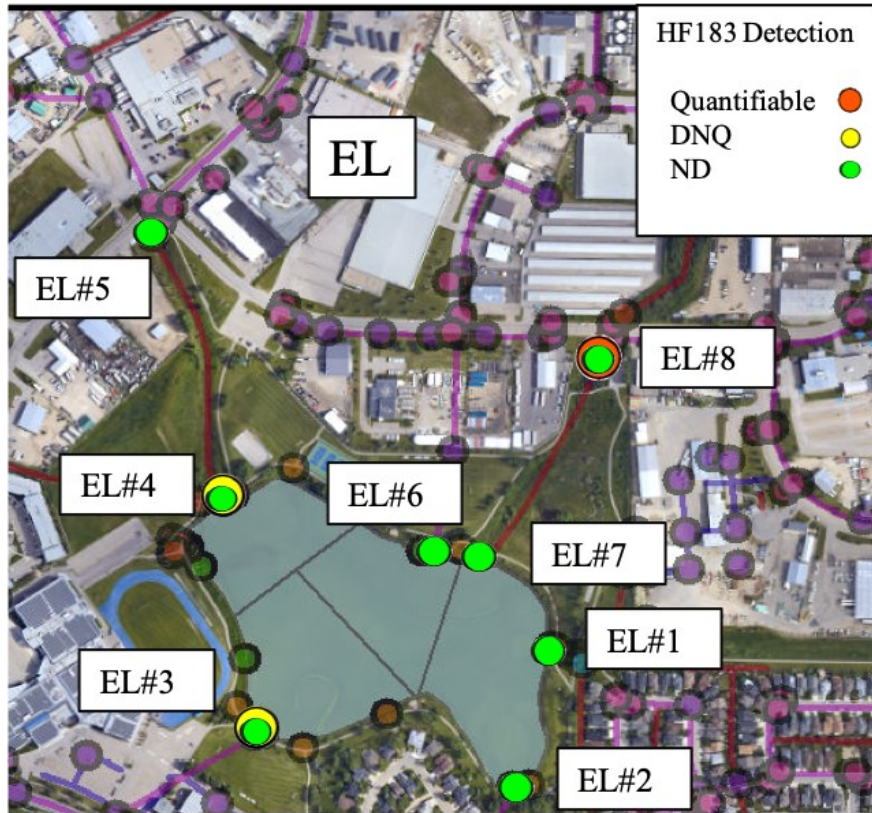 HF183 Detection
Quantifiable
DNQ
ND
EL
EL#5
EL#8
EL#4
EL#6
EL#7
EL#1
EL#3
EL#2